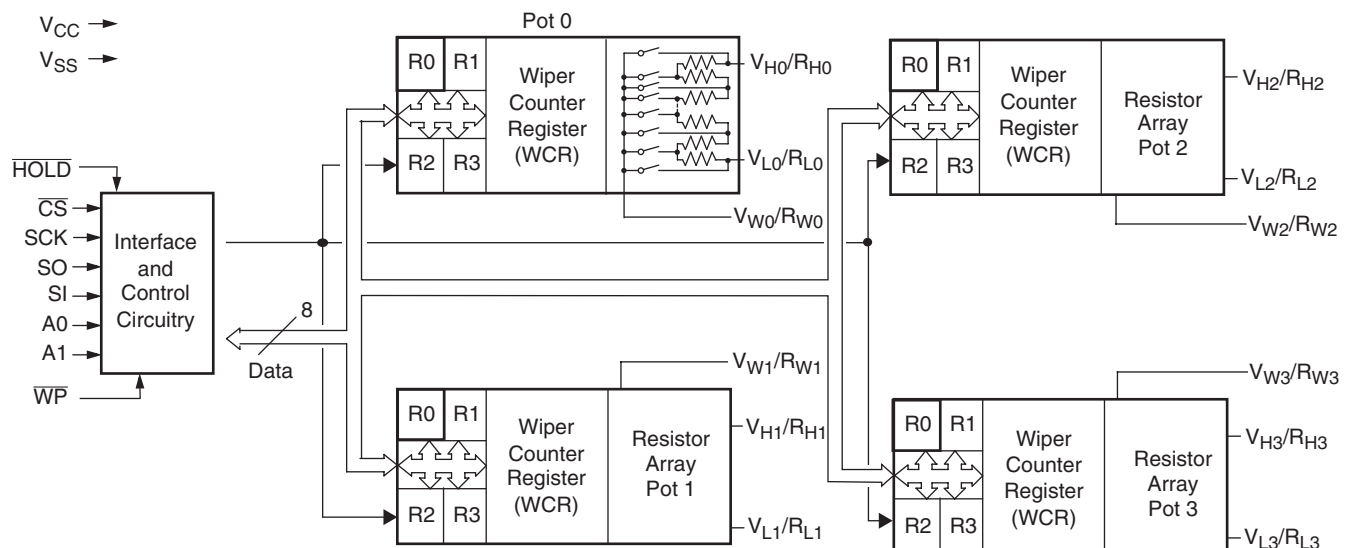 VCC
VSS
HOLD
CS
SCK
SO
SI
A0
A1
WP
Interface
and
Control
Circuitry
8
Data
Pot 0
R0 R1
R2 R3
Wiper
Counter
Register
(WCR)
VH0/RH0
VL0/RL0
VW0/RW0
R0 R1
R2 R3
Wiper
Counter
Register
(WCR)
Resistor
Array
Pot 2
VH2/RH2
VL2/RL2
VW2/RW2
R0 R1
R2 R3
Wiper
Counter
Register
(WCR)
Resistor
Array
Pot 1
VW1/RW1
VH1/RH1
VL1/RL1
R0 R1
R2 R3
Wiper
Counter
Register
(WCR)
Resistor
Array
Pot 3
VW3/RW3
VH3/RH3
VL3/RL3